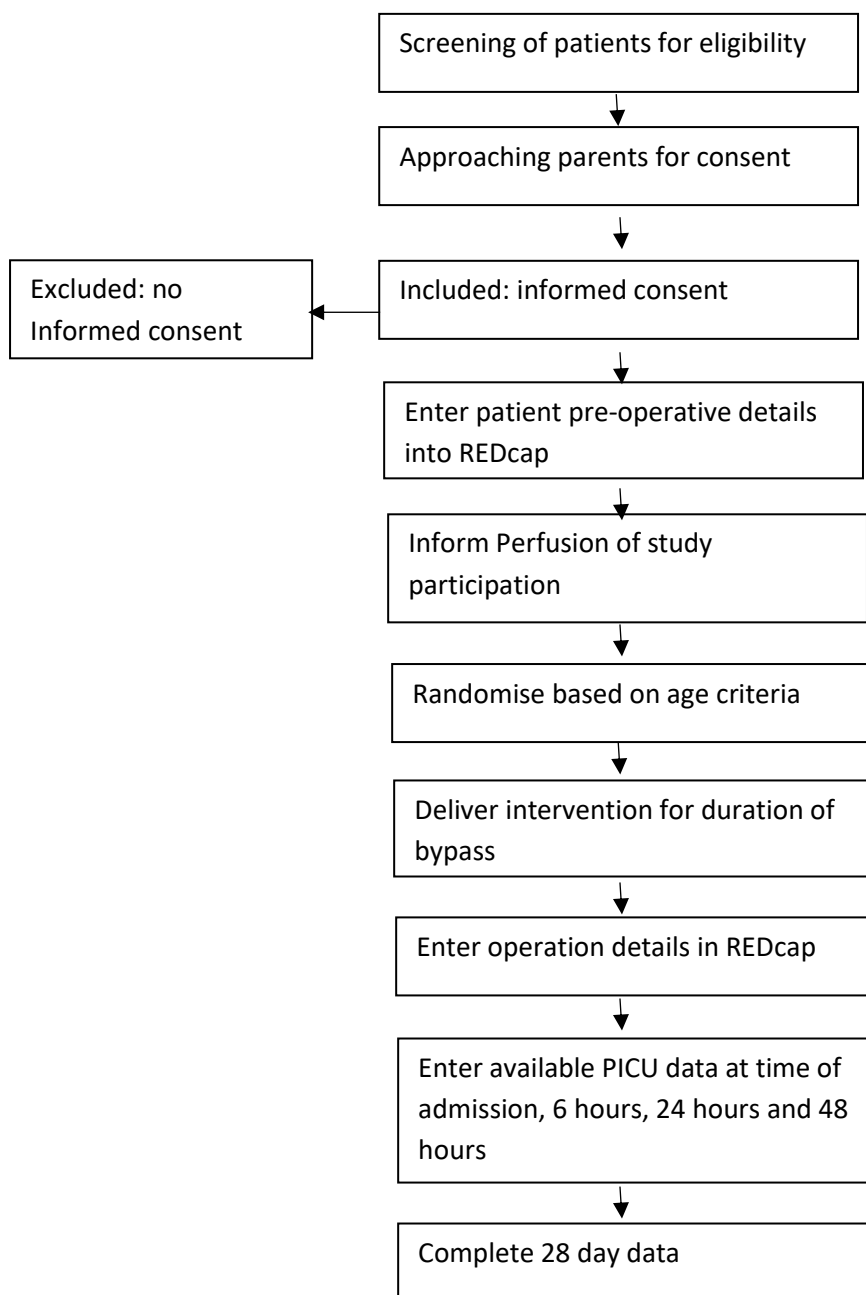 Screening of patients for eligibility
Approaching parents for consent
Excluded: no
Informed consent
Included: informed consent
Enter patient pre-operative details
into REDcap
Inform Perfusion of study
participation
Randomise based on age criteria
Deliver intervention for duration of
bypass
Enter operation details in REDcap
Enter available PICU data at time of
admission, 6 hours, 24 hours and 48
hours
Complete 28 day data